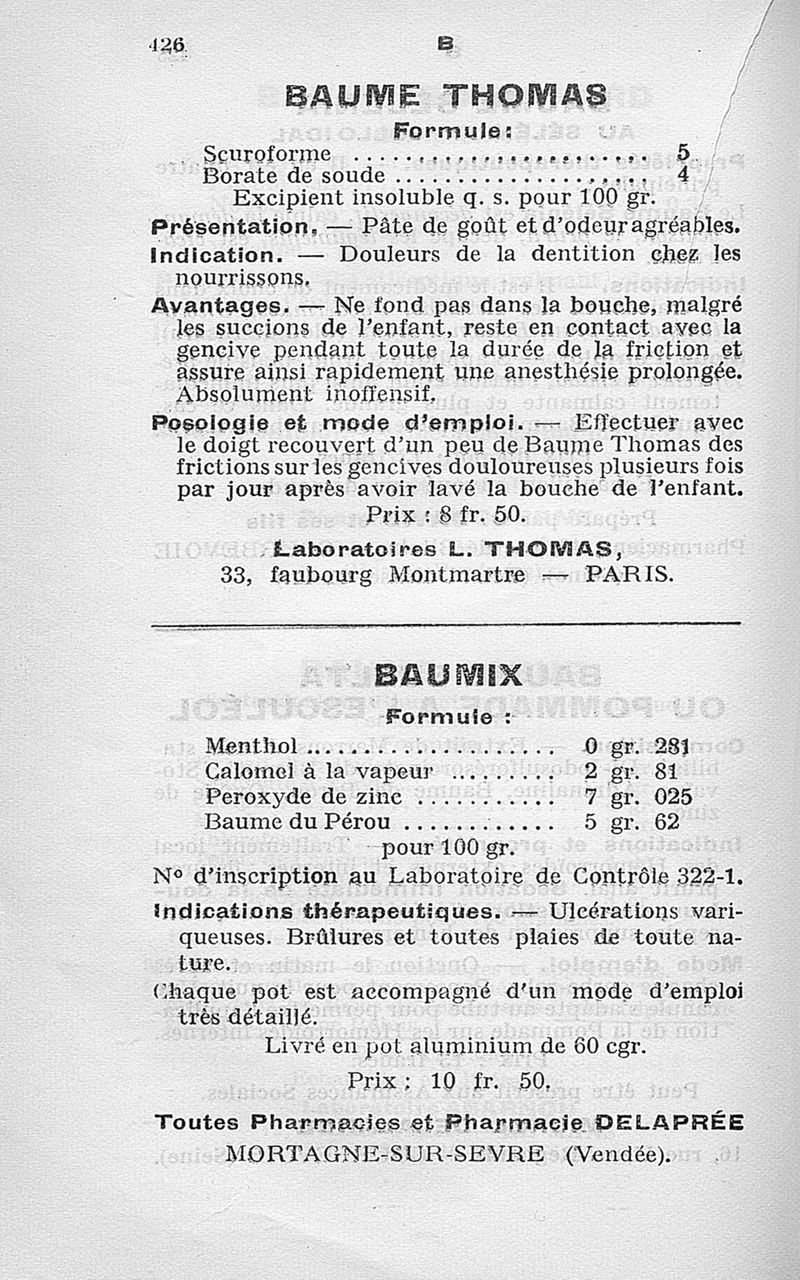 426
B
BAUME THOMAS
Formule:
Scuroforme ........................ 5
Borate de soude ..................... 4
Excipient insoluble q. s. pour 100 gr.
Présentation. — Pâte de goût et d'odeur agréables.
Indication. — Douleurs de la dentition chez les
nourrissons.
Avantages. — Ne fond pas dans la bouche, malgré
les succions de l'enfant, reste en contact avec la
gencive pendant toute la durée de la friction et
assure ainsi rapidement une anesthésie prolongée.
Absolument inoffensif.
Posologie et mode d'emploi. — Effectuer avec
le doigt recouvert d'un peu de Baume Thomas des
frictions sur les gencives douloureuses plusieurs fois
par jour après avoir lavé la bouche de l'enfant.
Prix : 8 fr. 50.
Laboratoires L. THOMAS,
33, faubourg Montmartre — PARIS.
BAUMIX
Formule :
Menthol .................... 0 gr. 281
Calomel à la vapeur ......... 2 gr. 81
Peroxyde de zinc ............ 7 gr. 025
Baume du Pérou ............. 5 gr. 62
pour 100 gr.
N° d'inscription au Laboratoire de Contrôle 322-1.
Indications thérapeutiques. — Ulcérations vari-
queuses. Brûlures et toutes plaies de toute na-
ture.
Chaque pot est accompagné d'un mode d'emploi
très détaillé.
Livré en pot aluminium de 60 cgr.
Prix : 10 fr. 50.
Toutes Pharmacies et Pharmacie DELAPRÉE
MORTAGNE-SUR-SEVRE (Vendée).